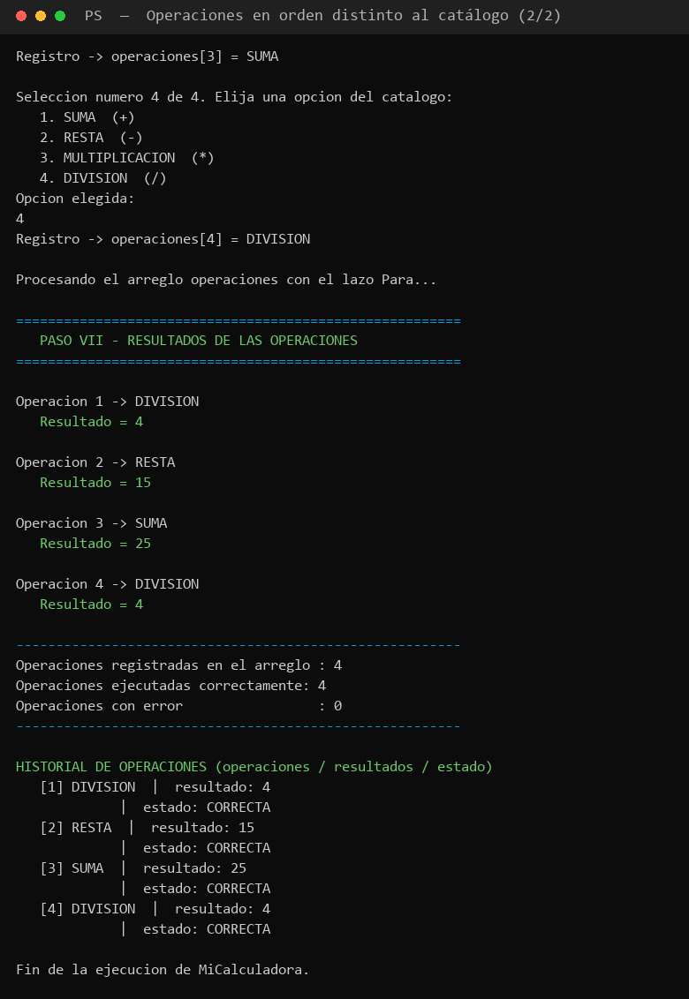 PS — Operaciones en orden distinto al catálogo (2/2)
Registro -> operaciones[3] = SUMA
Seleccion numero 4 de 4. Elija una opcion del catalogo:
1. SUMA (+)
2. RESTA (-)
3. MULTIPLICACION (*)
4. DIVISION (/)
Opcion elegida:
4
Registro -> operaciones[4] = DIVISION
Procesando el arreglo operaciones con el lazo Para...
========================================================
PASO VII - RESULTADOS DE LAS OPERACIONES
========================================================
Operacion 1 -> DIVISION
Resultado = 4
Operacion 2 -> RESTA
Resultado = 15
Operacion 3 -> SUMA
Resultado = 25
Operacion 4 -> DIVISION
Resultado = 4
--------------------------------------------------------
Operaciones registradas en el arreglo : 4
Operaciones ejecutadas correctamente: 4
Operaciones con error : 0
--------------------------------------------------------
HISTORIAL DE OPERACIONES (operaciones / resultados / estado)
[1] DIVISION | resultado: 4
| estado: CORRECTA
[2] RESTA | resultado: 15
| estado: CORRECTA
[3] SUMA | resultado: 25
| estado: CORRECTA
[4] DIVISION | resultado: 4
| estado: CORRECTA
Fin de la ejecucion de MiCalculadora.